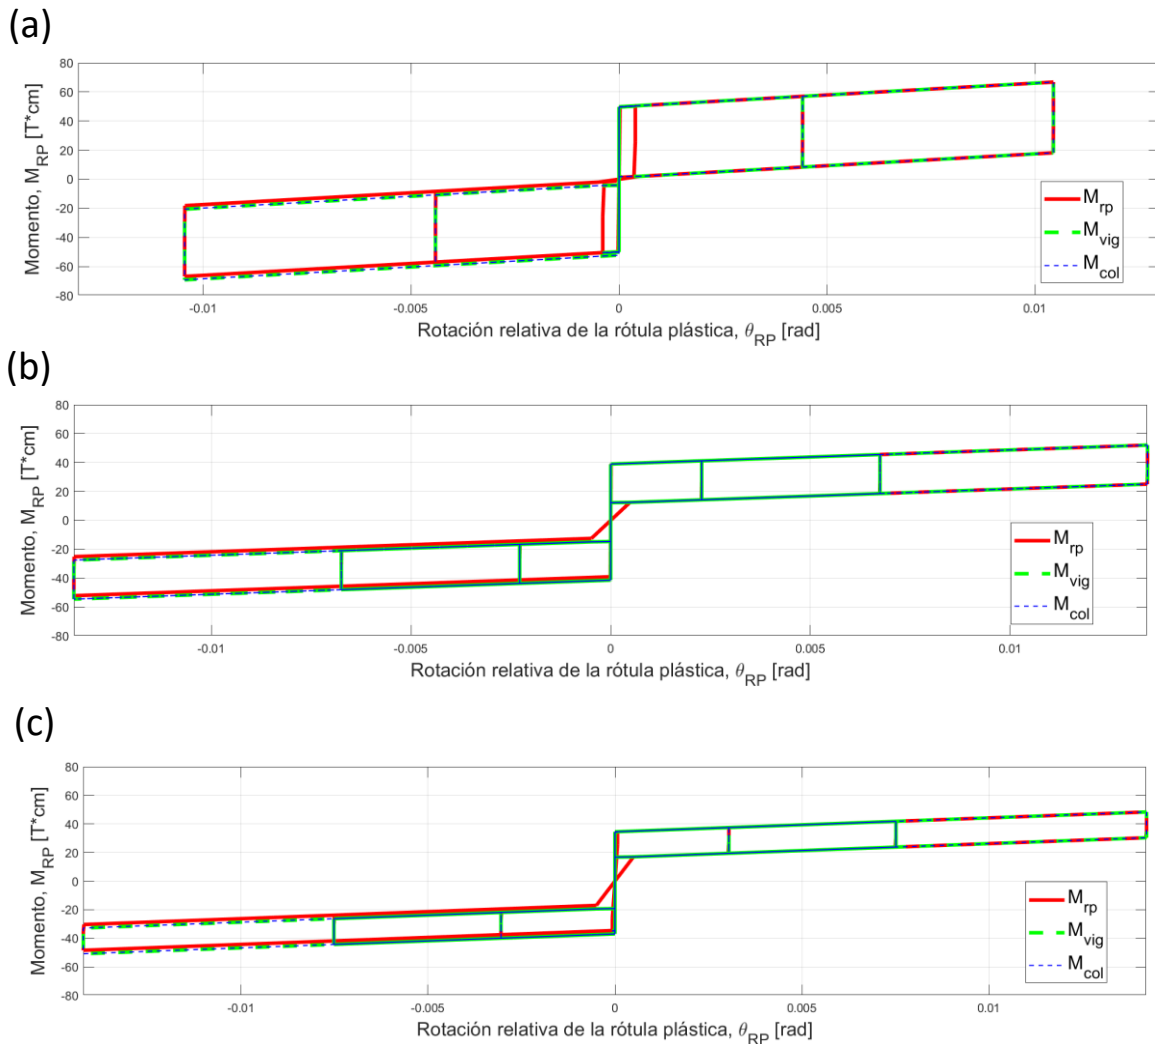 (a)
80
60
40
20
0
-20
-40
-60
-80
Momento, M_RP [T*cm]
-0.01
-0.005
0
0.005
0.01
Rotación relativa de la rótula plástica, θ_RP [rad]
M_rp
M_vig
M_col
(b)
80
60
40
20
0
-20
-40
-60
-80
Momento, M_RP [T*cm]
-0.01
-0.005
0
0.005
0.01
Rotación relativa de la rótula plástica, θ_RP [rad]
M_rp
M_vig
M_col
(c)
80
60
40
20
0
-20
-40
-60
-80
Momento, M_RP [T*cm]
-0.01
-0.005
0
0.005
0.01
Rotación relativa de la rótula plástica, θ_RP [rad]
M_rp
M_vig
M_col